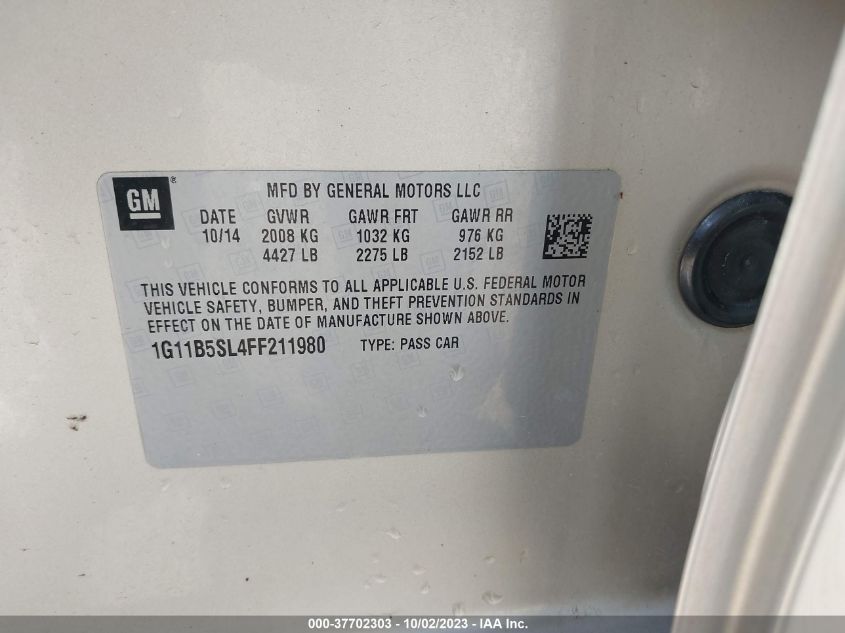 GM®
MFD BY GENERAL MOTORS LLC
DATE GVWR GAWR FRT GAWR RR
10/14 2008 KG 1032 KG 976 KG
4427 LB 2275 LB 2152 LB
THIS VEHICLE CONFORMS TO ALL APPLICABLE U.S. FEDERAL MOTOR
VEHICLE SAFETY, BUMPER, AND THEFT PREVENTION STANDARDS IN
EFFECT ON THE DATE OF MANUFACTURE SHOWN ABOVE.
1G11B5SL4FF211980 TYPE: PASS CAR
000-37702303 - 10/02/2023 - IAA Inc.